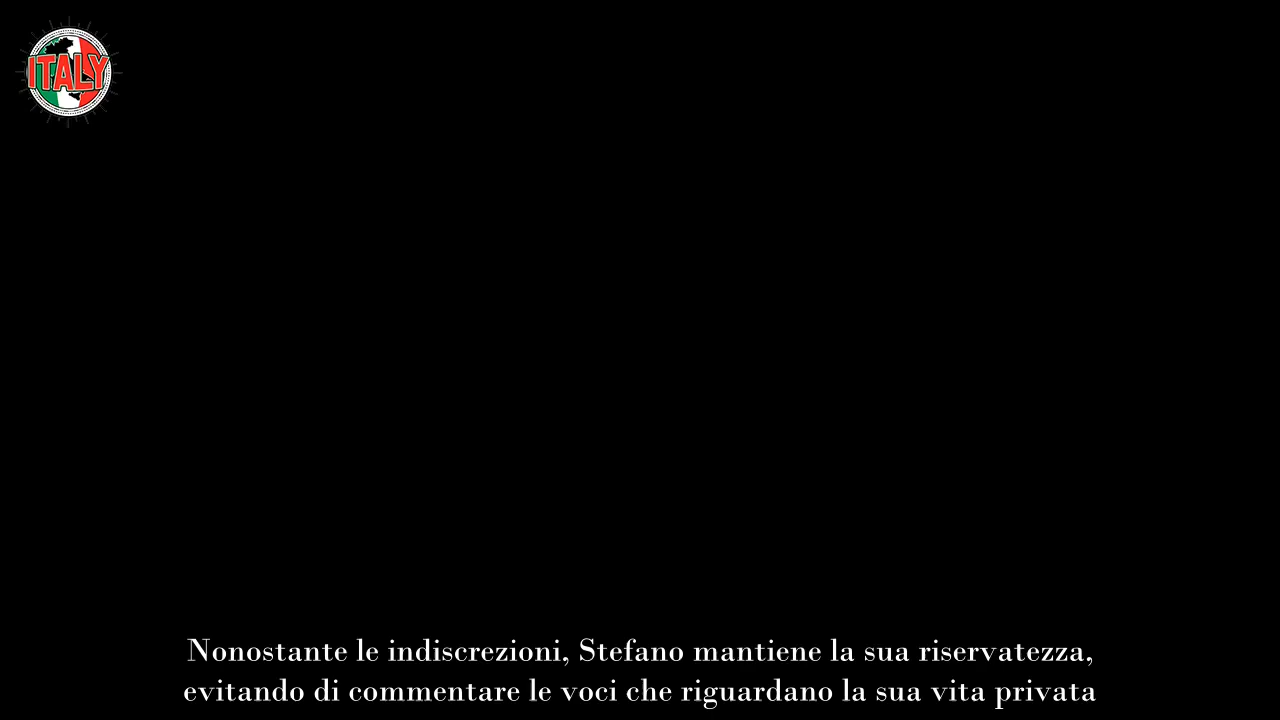 ITALY
Nonostante le indiscrezioni, Stefano mantiene la sua riservatezza,
evitando di commentare le voci che riguardano la sua vita privata